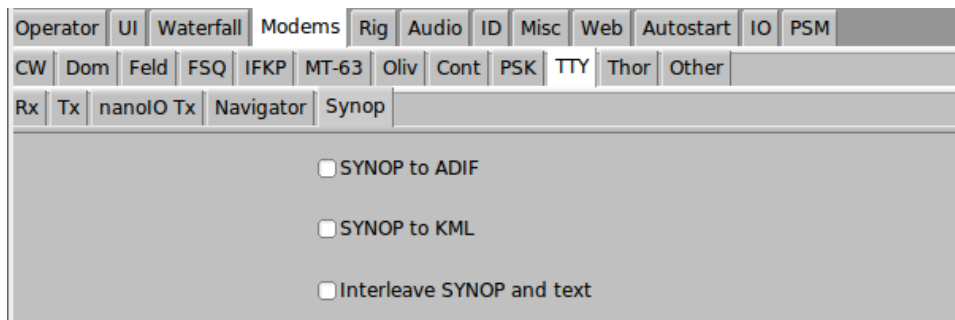 Operator UI Waterfall Modems Rig Audio ID Misc Web Autostart IO PSM
CW Dom Feld FSQ IFKP MT-63 Oliv Cont PSK TTY Thor Other
Rx Tx nanoIO Tx Navigator Synop
SYNOP to ADIF
SYNOP to KML
Interleave SYNOP and text